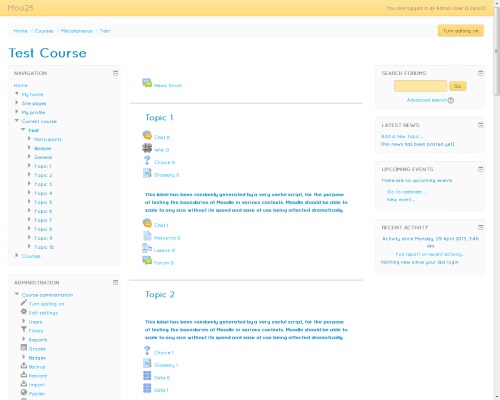 Moo25
You are logged in as Admin User (Logout)
Home Courses Miscellaneous Test
Turn editing on
Test Course
NAVIGATION
Home
My home
Site pages
My profile
Current course
Test
Participants
Badges
General
Topic 1
Topic 2
Topic 3
Topic 4
Topic 5
Topic 6
Topic 7
Topic 8
Topic 9
Topic 10
Courses
ADMINISTRATION
Course administration
Turn editing on
Edit settings
Users
Filters
Reports
Grades
Badges
Backup
Restore
Import
Publish
News forum
Topic 1
Chat 0
Wiki 0
Choice 0
Glossary 0
This label has been randomly generated by a very useful script, for the purpose
of testing the boundaries of Moodle in various contexts. Moodle should be able to
scale to any size without its speed and ease of use being affected dramatically.
Chat 1
Resource 0
Lesson 0
Forum 0
Topic 2
This label has been randomly generated by a very useful script, for the purpose
of testing the boundaries of Moodle in various contexts. Moodle should be able to
scale to any size without its speed and ease of use being affected dramatically.
Choice 1
Glossary 1
Data 0
Data 1
SEARCH FORUMS
Go
Advanced search
LATEST NEWS
Add a new topic...
(No news has been posted yet)
UPCOMING EVENTS
There are no upcoming events
Go to calendar...
New event...
RECENT ACTIVITY
Activity since Monday, 29 April 2013, 3:46
AM
Full report of recent activity...
Nothing new since your last login